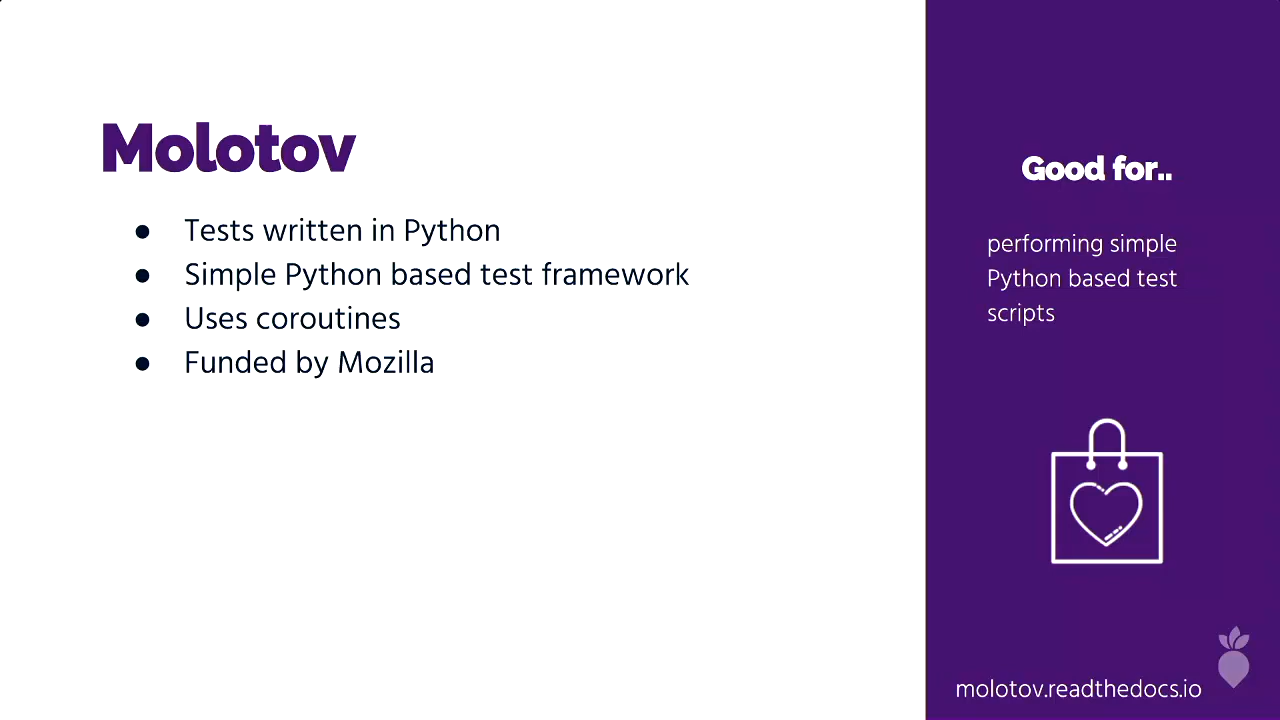 Molotov
● Tests written in Python
● Simple Python based test framework
● Uses coroutines
● Funded by Mozilla
Good for..
performing simple
Python based test
scripts
molotov.readthedocs.io